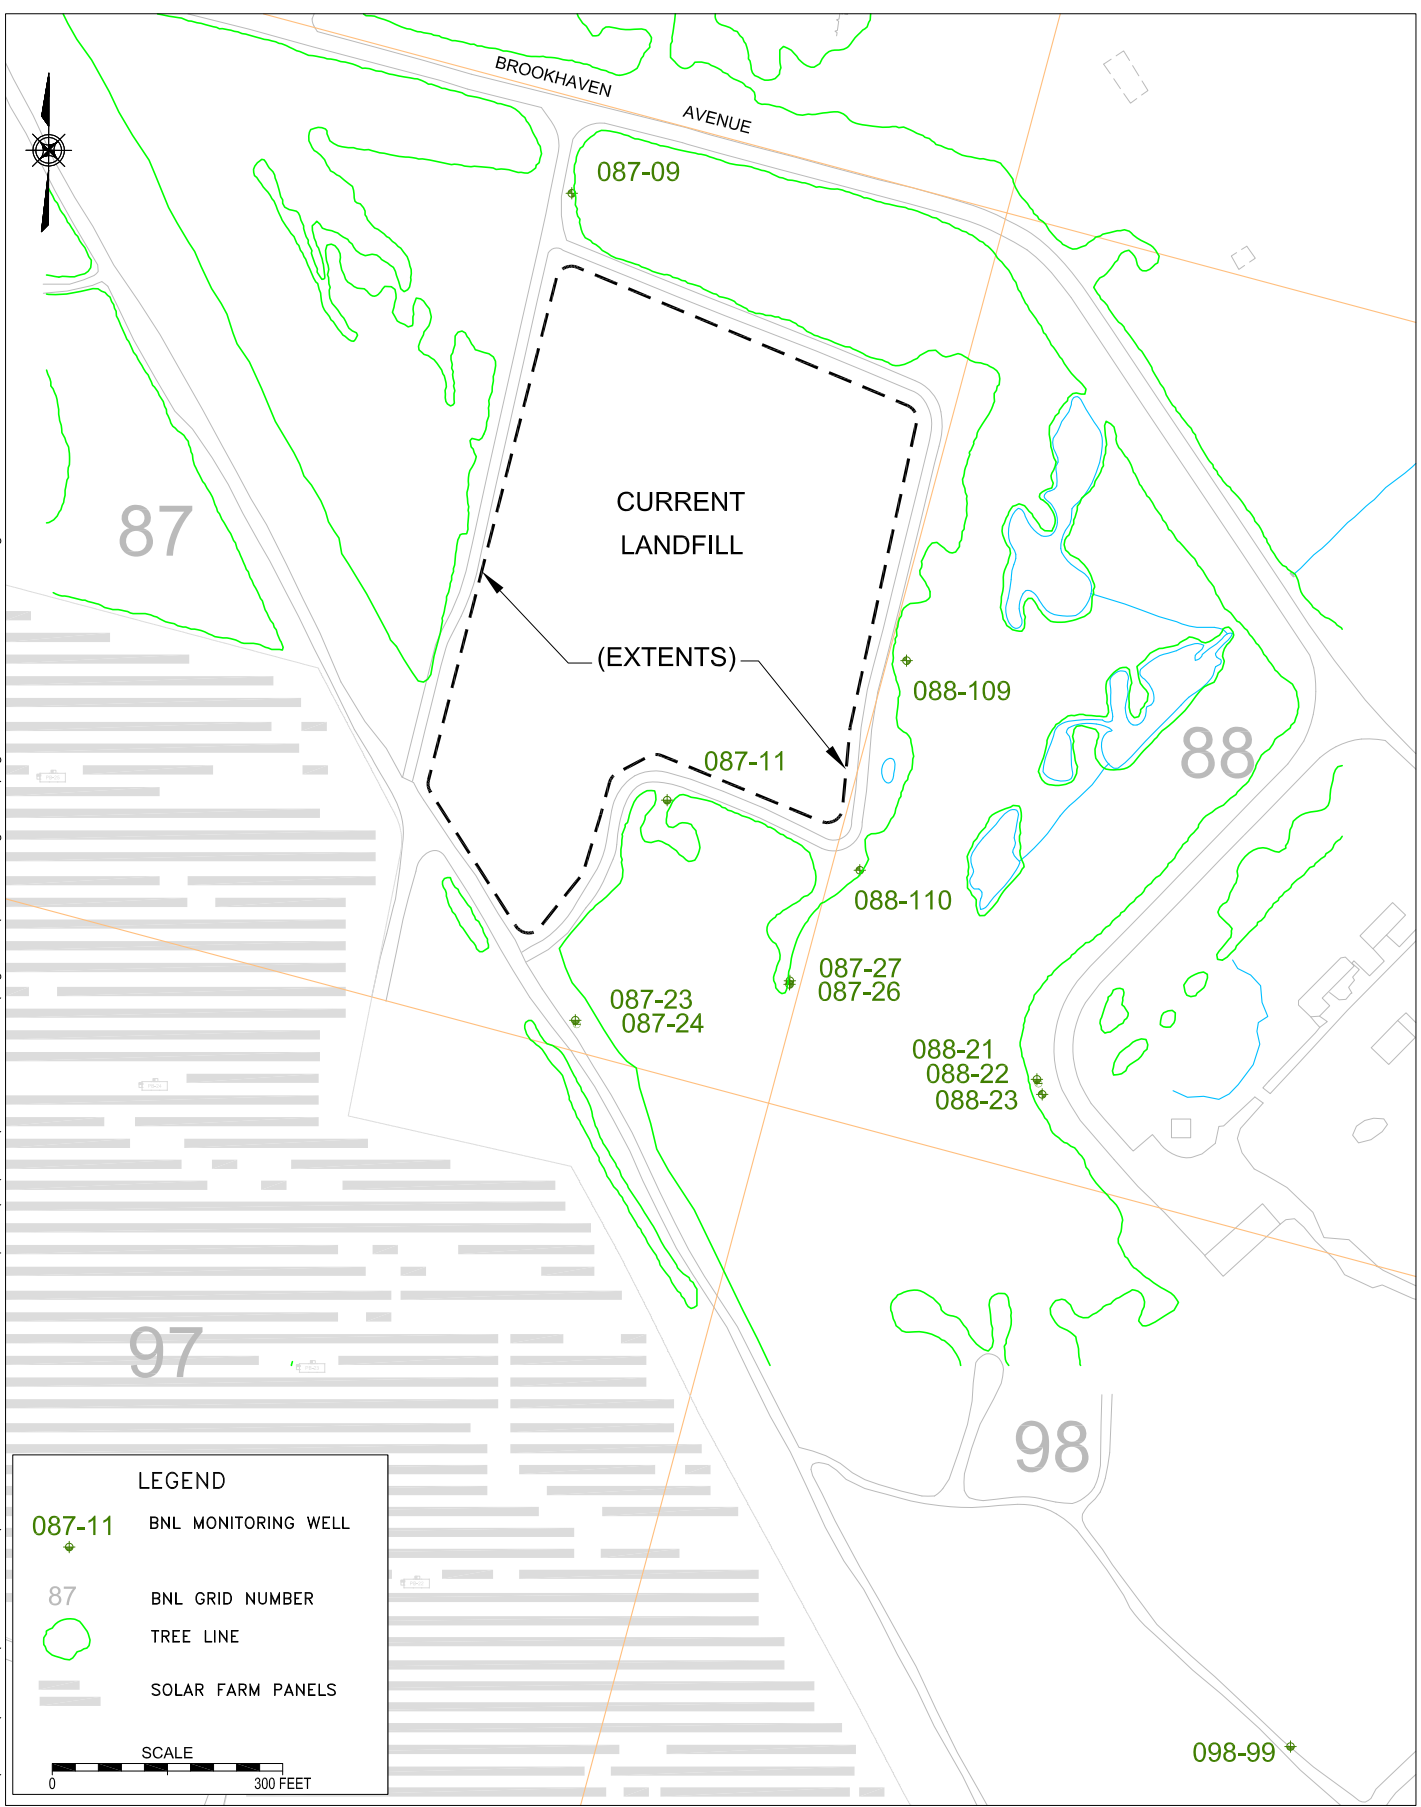 BROOKHAVEN
AVENUE
087-09
CURRENT
LANDFILL
87
(EXTENTS)
088-109
087-11
88
088-110
087-27
087-26
087-23
087-24
088-21
088-22
088-23
97
98
098-99
LEGEND
087-11 BNL MONITORING WELL
87 BNL GRID NUMBER
TREE LINE
SOLAR FARM PANELS
SCALE
0 300 FEET